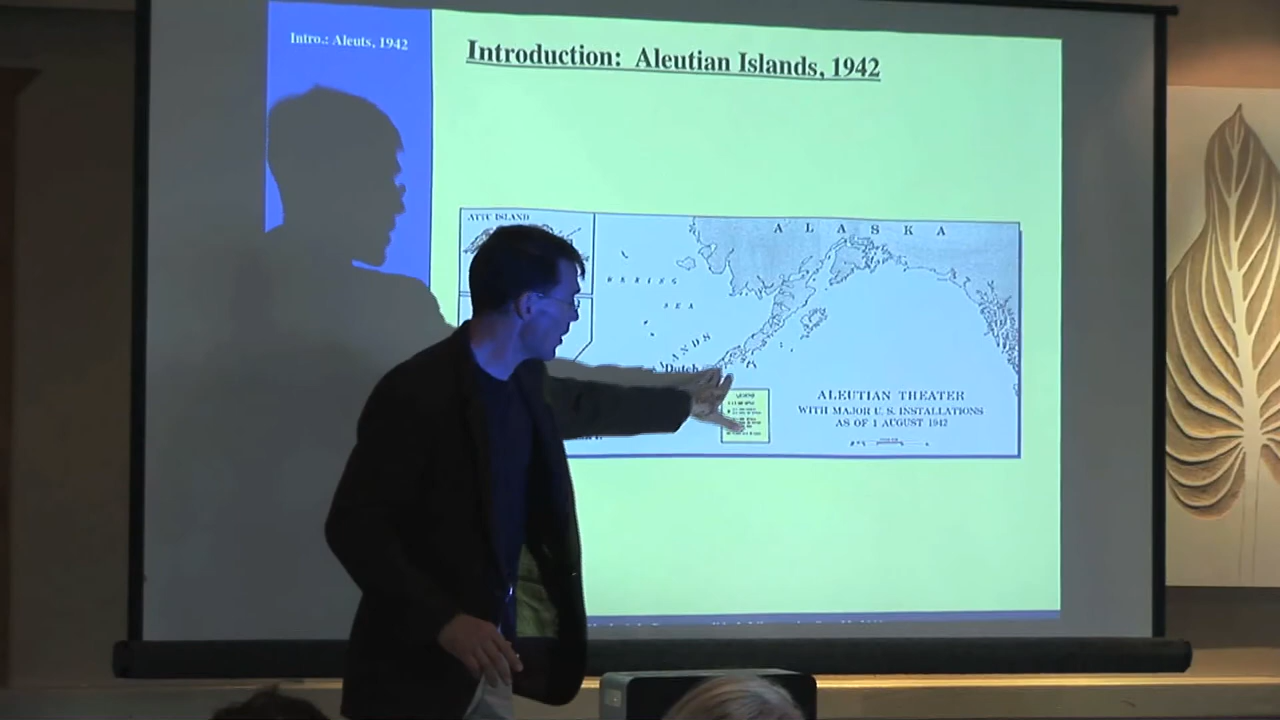 Intro.: Aleuts, 1942
Introduction: Aleutian Islands, 1942
ATTU ISLAND
ALASKA
BERING
SEA
Dutch
ALEUTIAN THEATER
WITH MAJOR U. S. INSTALLATIONS
AS OF 1 AUGUST 1942